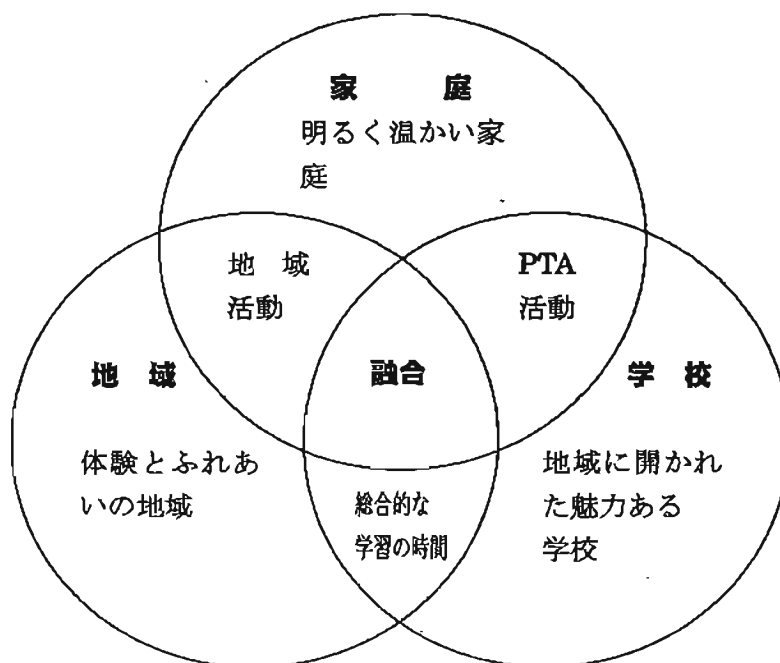 家　庭
明るく温かい家
庭
地　域
活動
PTA
活動
地　域
融合
学　校
体験とふれあ
いの地域
総合的な
学習の時間
地域に開かれ
た魅力ある
学校